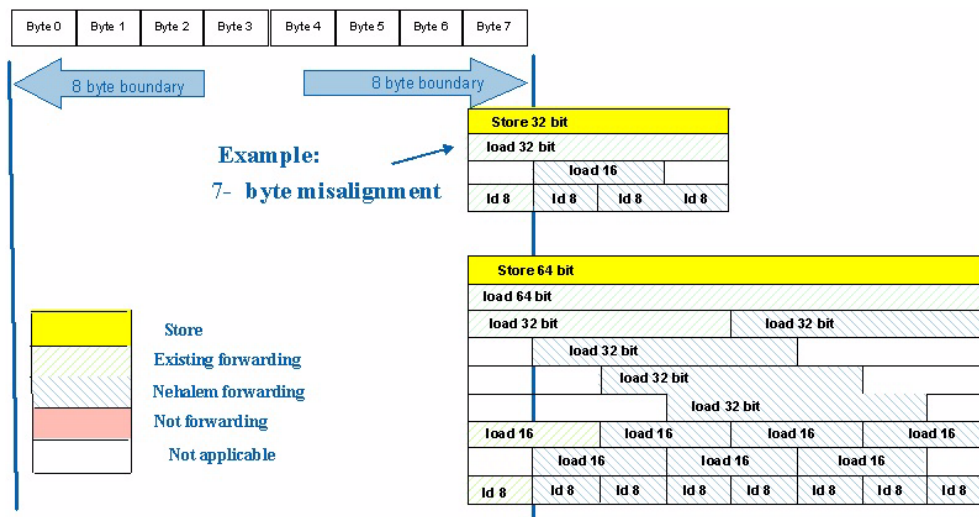 Byte 0 Byte 1 Byte 2 Byte 3 Byte 4 Byte 5 Byte 6 Byte 7
8 byte boundary 8 byte boundary
Store 32 bit
load 32 bit
Example:
7- byte misalignment
load 16
ld 8 ld 8 ld 8 ld 8
Store 64 bit
load 64 bit
load 32 bit load 32 bit
load 32 bit
load 32 bit
load 32 bit
load 16 load 16 load 16 load 16
load 16 load 16 load 16
ld 8 ld 8 ld 8 ld 8 ld 8 ld 8 ld 8 ld 8
Store
Existing forwarding
Nehalem forwarding
Not forwarding
Not applicable